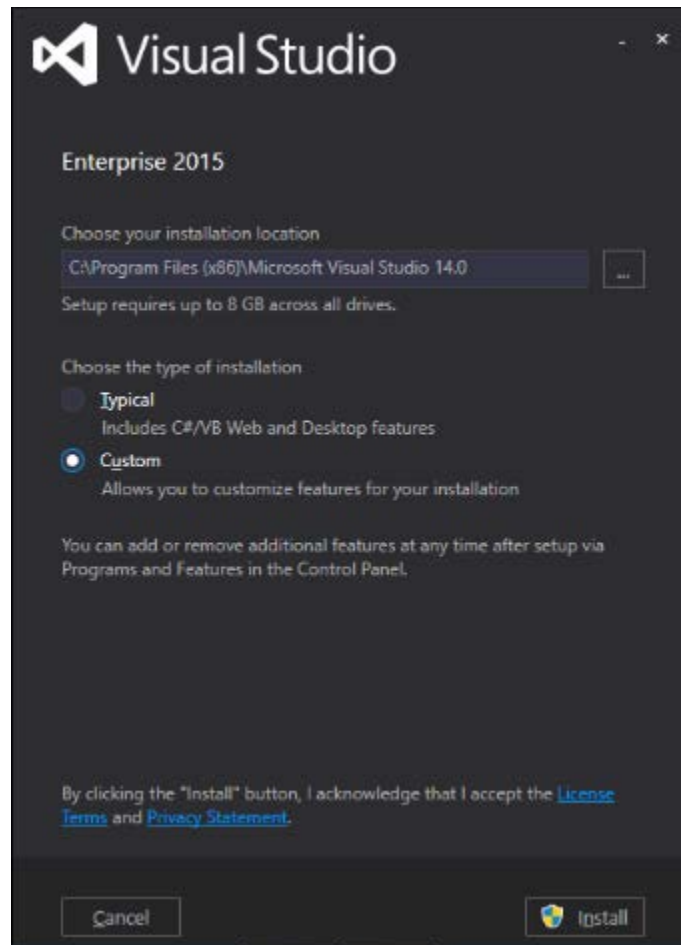 Visual Studio
Enterprise 2015
Choose your installation location
C:\Program Files (x86)\Microsoft Visual Studio 14.0
...
Setup requires up to 8 GB across all drives.
Choose the type of installation
Typical
Includes C#/VB Web and Desktop features
Custom
Allows you to customize features for your installation
You can add or remove additional features at any time after setup via
Programs and Features in the Control Panel.
By clicking the "Install" button, I acknowledge that I accept the License
Terms and Privacy Statement.
Cancel
Install